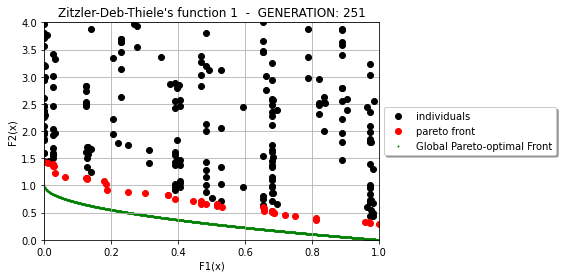 Zitzler-Deb-Thiele's function 1 - GENERATION: 251
4.0
3.5
3.0
2.5
2.0
1.5
1.0
0.5
0.0
F2(x)
0.0 0.2 0.4 0.6 0.8 1.0
F1(x)
individuals
pareto front
Global Pareto-optimal Front